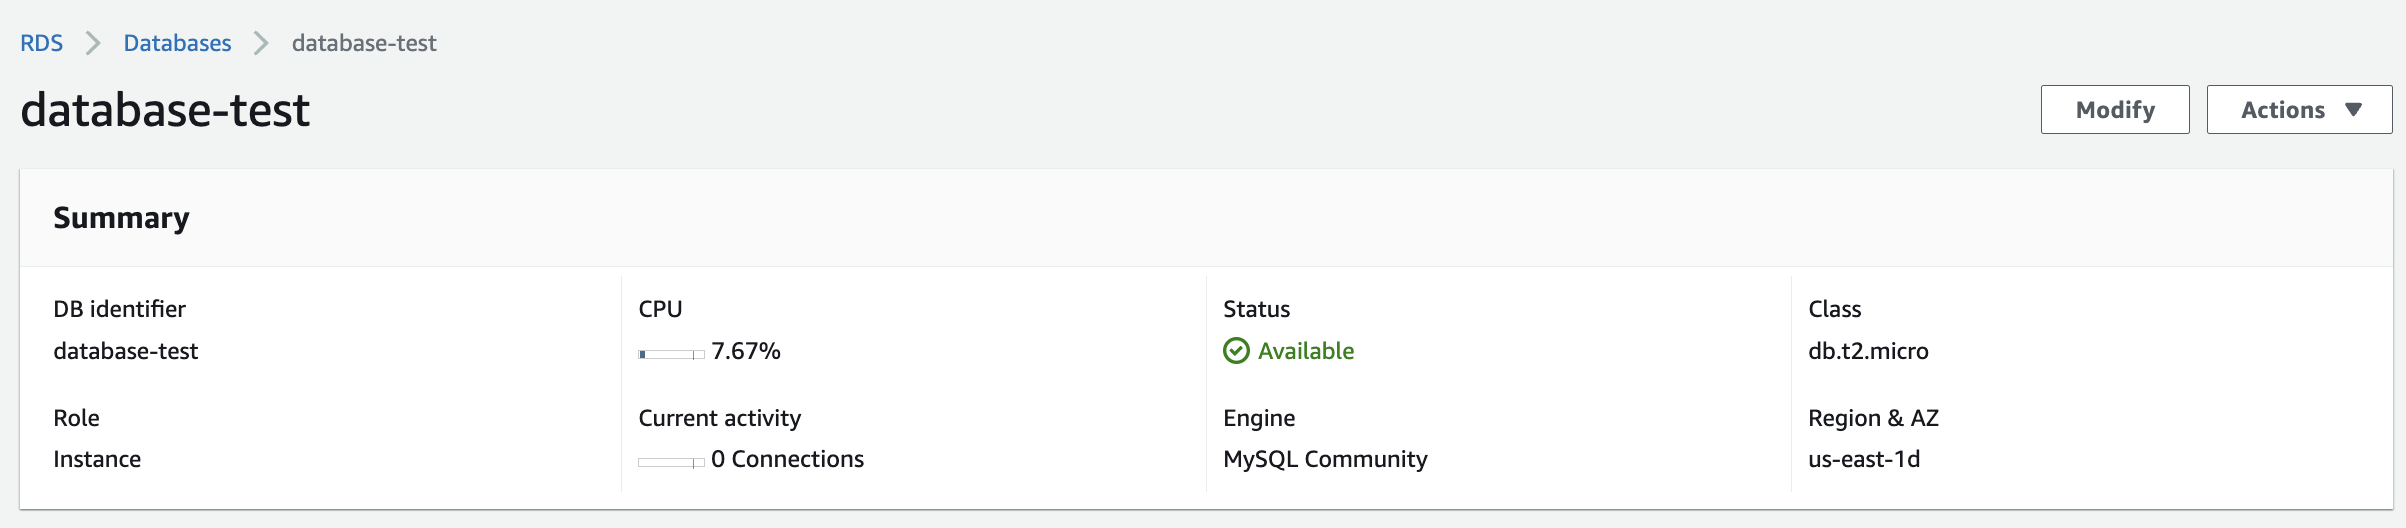 RDS > Databases > database-test
database-test
Modify
Actions
Summary
DB identifier
database-test
CPU
7.67%
Status
Available
Class
db.t2.micro
Role
Instance
Current activity
0 Connections
Engine
MySQL Community
Region & AZ
us-east-1d